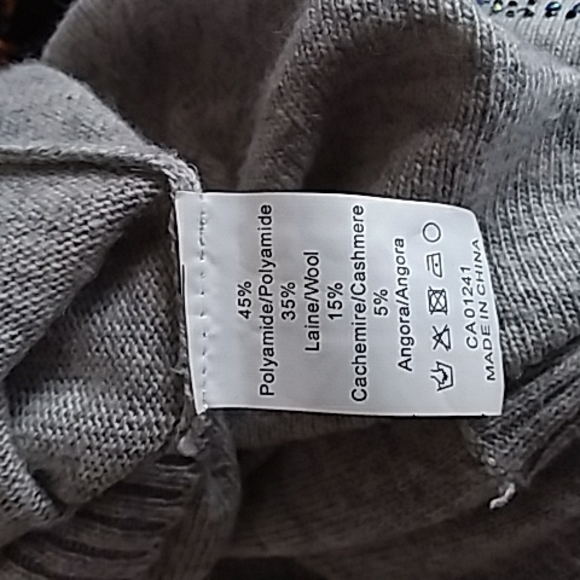 45%
Polyamide/Polyamide
35%
Laine/Wool
15%
Cachemire/Cashmere
5%
Angora/Angora
CA01241
MADE IN CHINA